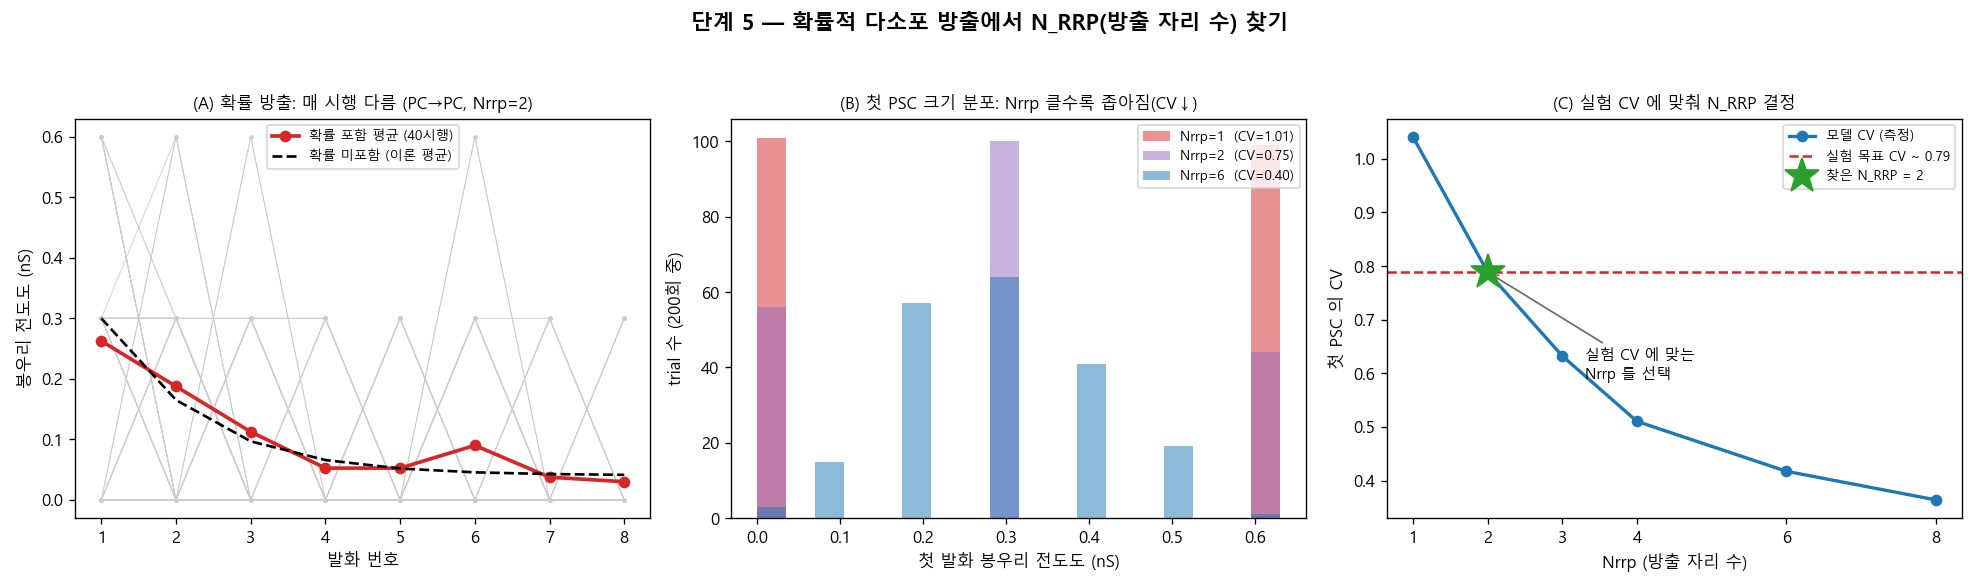 단계 5 — 확률적 다소포 방출에서 N_RRP(방출 자리 수) 찾기
(A) 확률 방출: 매 시행 다름 (PC→PC, Nrrp=2)
확률 포함 평균 (40시행)
확률 미포함 (이론 평균)
봉우리 전도도 (nS)
0.6
0.5
0.4
0.3
0.2
0.1
0.0
1 2 3 4 5 6 7 8
발화 번호
(B) 첫 PSC 크기 분포: Nrrp 클수록 좁아짐(CV↓)
Nrrp=1 (CV=1.01)
Nrrp=2 (CV=0.75)
Nrrp=6 (CV=0.40)
trial 수 (200회 중)
100
80
60
40
20
0
0.0 0.1 0.2 0.3 0.4 0.5 0.6
첫 발화 봉우리 전도도 (nS)
(C) 실험 CV 에 맞춰 N_RRP 결정
모델 CV (측정)
실험 목표 CV ~ 0.79
찾은 N_RRP = 2
첫 PSC 의 CV
1.0
0.9
0.8
0.7
0.6
0.5
0.4
실험 CV 에 맞는
Nrrp 를 선택
1 2 3 4 6 8
Nrrp (방출 자리 수)